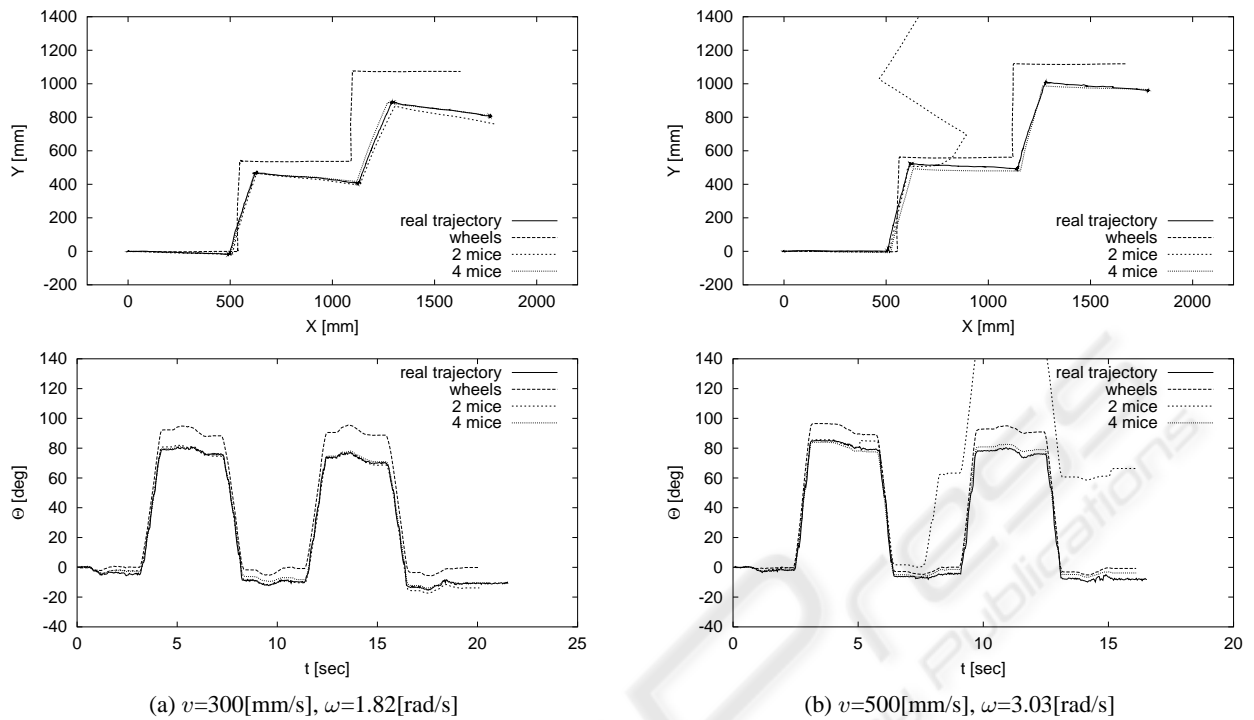 1400
1200
1000
800
600
400
200
0
-200
Y [mm]
0 500 1000 1500 2000
X [mm]
real trajectory
wheels
2 mice
4 mice
1400
1200
1000
800
600
400
200
0
-200
Y [mm]
0 500 1000 1500 2000
X [mm]
real trajectory
wheels
2 mice
4 mice
140
120
100
80
60
40
20
0
-20
-40
Θ [deg]
0 5 10 15 20 25
t [sec]
real trajectory
wheels
2 mice
4 mice
(a) v=300[mm/s], ω=1.82[rad/s]
140
120
100
80
60
40
20
0
-20
-40
Θ [deg]
0 5 10 15 20
t [sec]
real trajectory
wheels
2 mice
4 mice
(b) v=500[mm/s], ω=3.03[rad/s]
Press
Publications